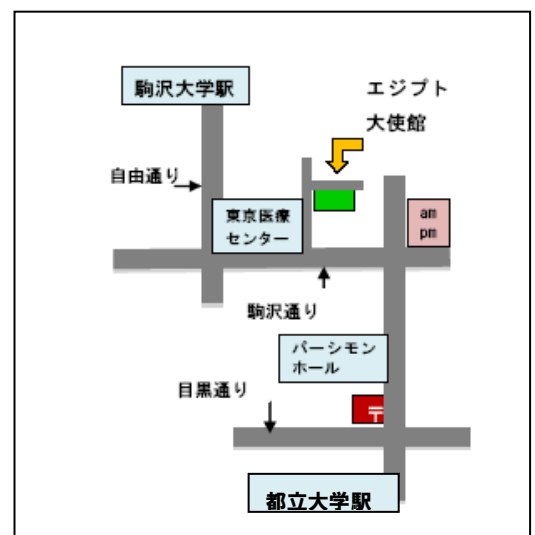 駒沢大学駅
エジプト
大使館
自由通り
東京医療
センター
am
pm
駒沢通り
パーシモン
ホール
目黒通り
〒
都立大学駅